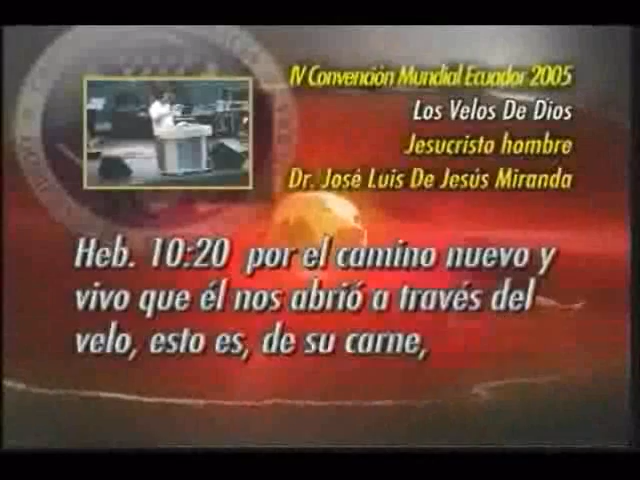 IV Convención Mundial Ecuador 2005
Los Velos De Dios
Jesucristo hombre
Dr. José Luis De Jesús Miranda
Heb. 10:20 por el camino nuevo y
vivo que él nos abrió a través del
velo, esto es, de su carne,